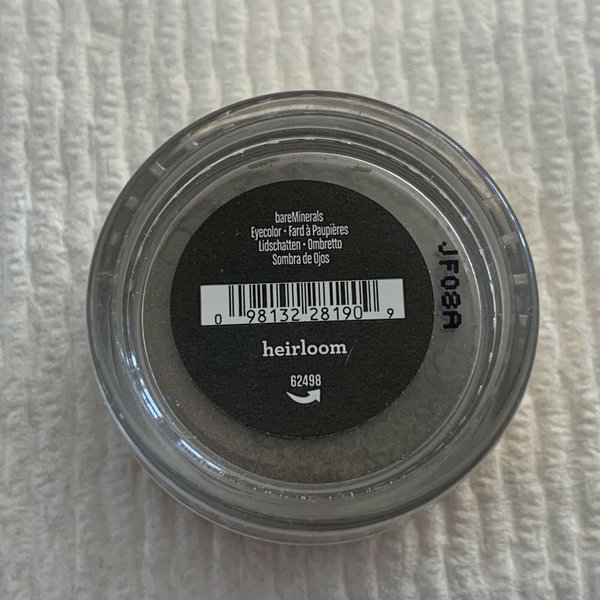 bareMinerals
Eyecolor • Fard à Paupières
Lidschatten • Ombretto
Sombra de Ojos
0 98132 28190 9
heirloom
62498
JF08A